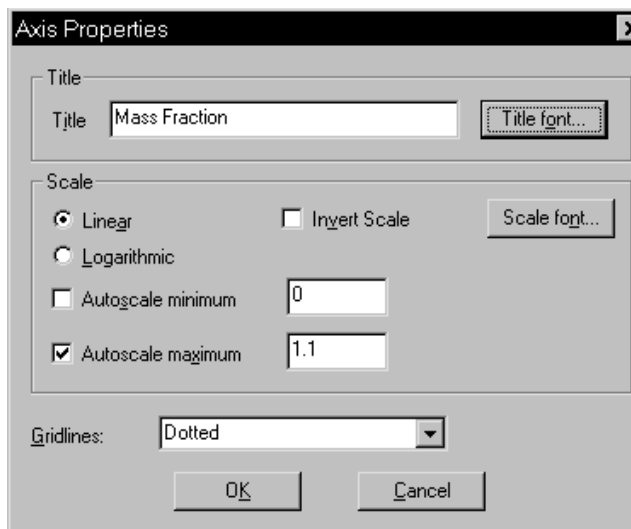 Axis Properties
Title
Title Mass Fraction Title font...
Scale
Linear Invert Scale Scale font...
Logarithmic
Autoscale minimum 0
Autoscale maximum 1.1
Gridlines: Dotted
OK Cancel